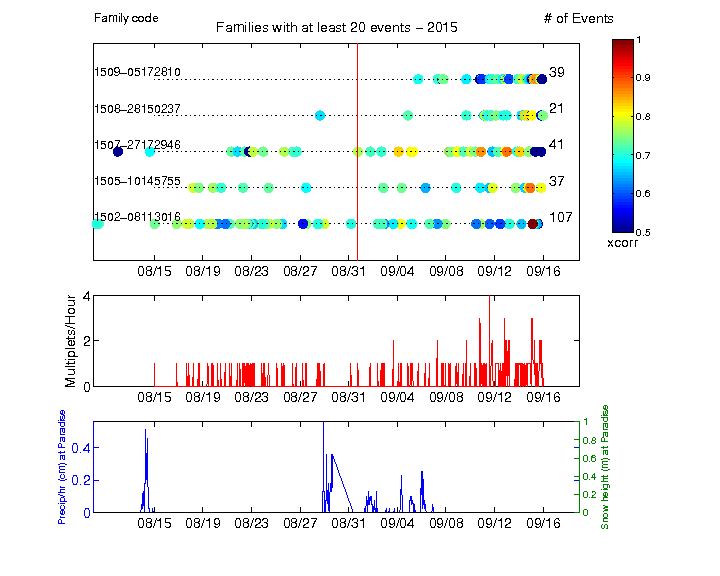 Family code
# of Events
Families with at least 20 events – 2015
1509–05172810 39
1508–28150237 21
1507–27172946 41
1505–10145755 37
1502–08113016 107
08/15 08/19 08/23 08/27 08/31 09/04 09/08 09/12 09/16
1
0.9
0.8
0.7
0.6
0.5
xcorr
Multiplets/Hour
4
2
0
08/15 08/19 08/23 08/27 08/31 09/04 09/08 09/12 09/16
Precip/hr (cm) at Paradise
0.4
0.2
0
08/15 08/19 08/23 08/27 08/31 09/04 09/08 09/12 09/16
1
0.8
0.6
0.4
0.2
0
Snow height (m) at Paradise